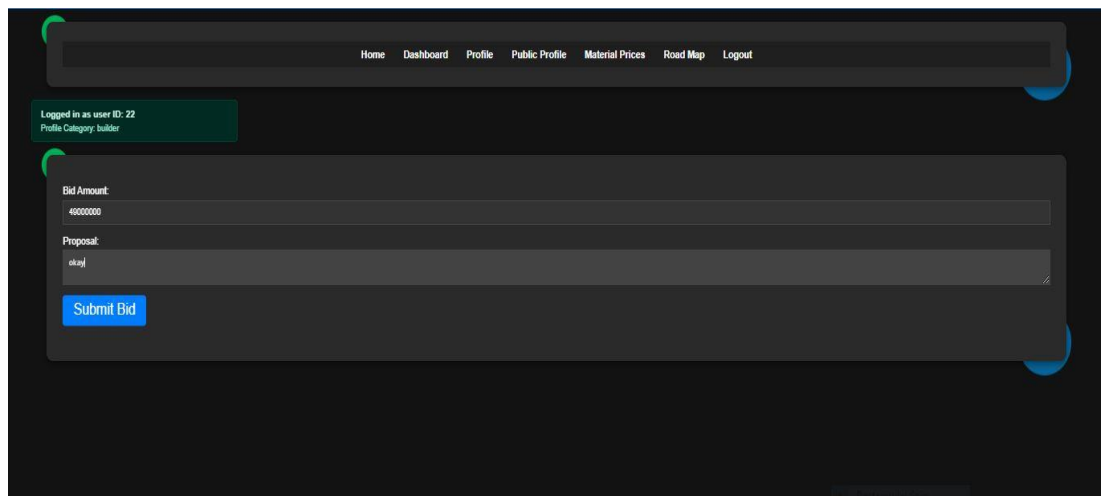 Home Dashboard Profile Public Profile Material Prices Road Map Logout
Logged in as user ID: 22
Profile Category: builder
Bid Amount:
49000000
Proposal:
okay
Submit Bid